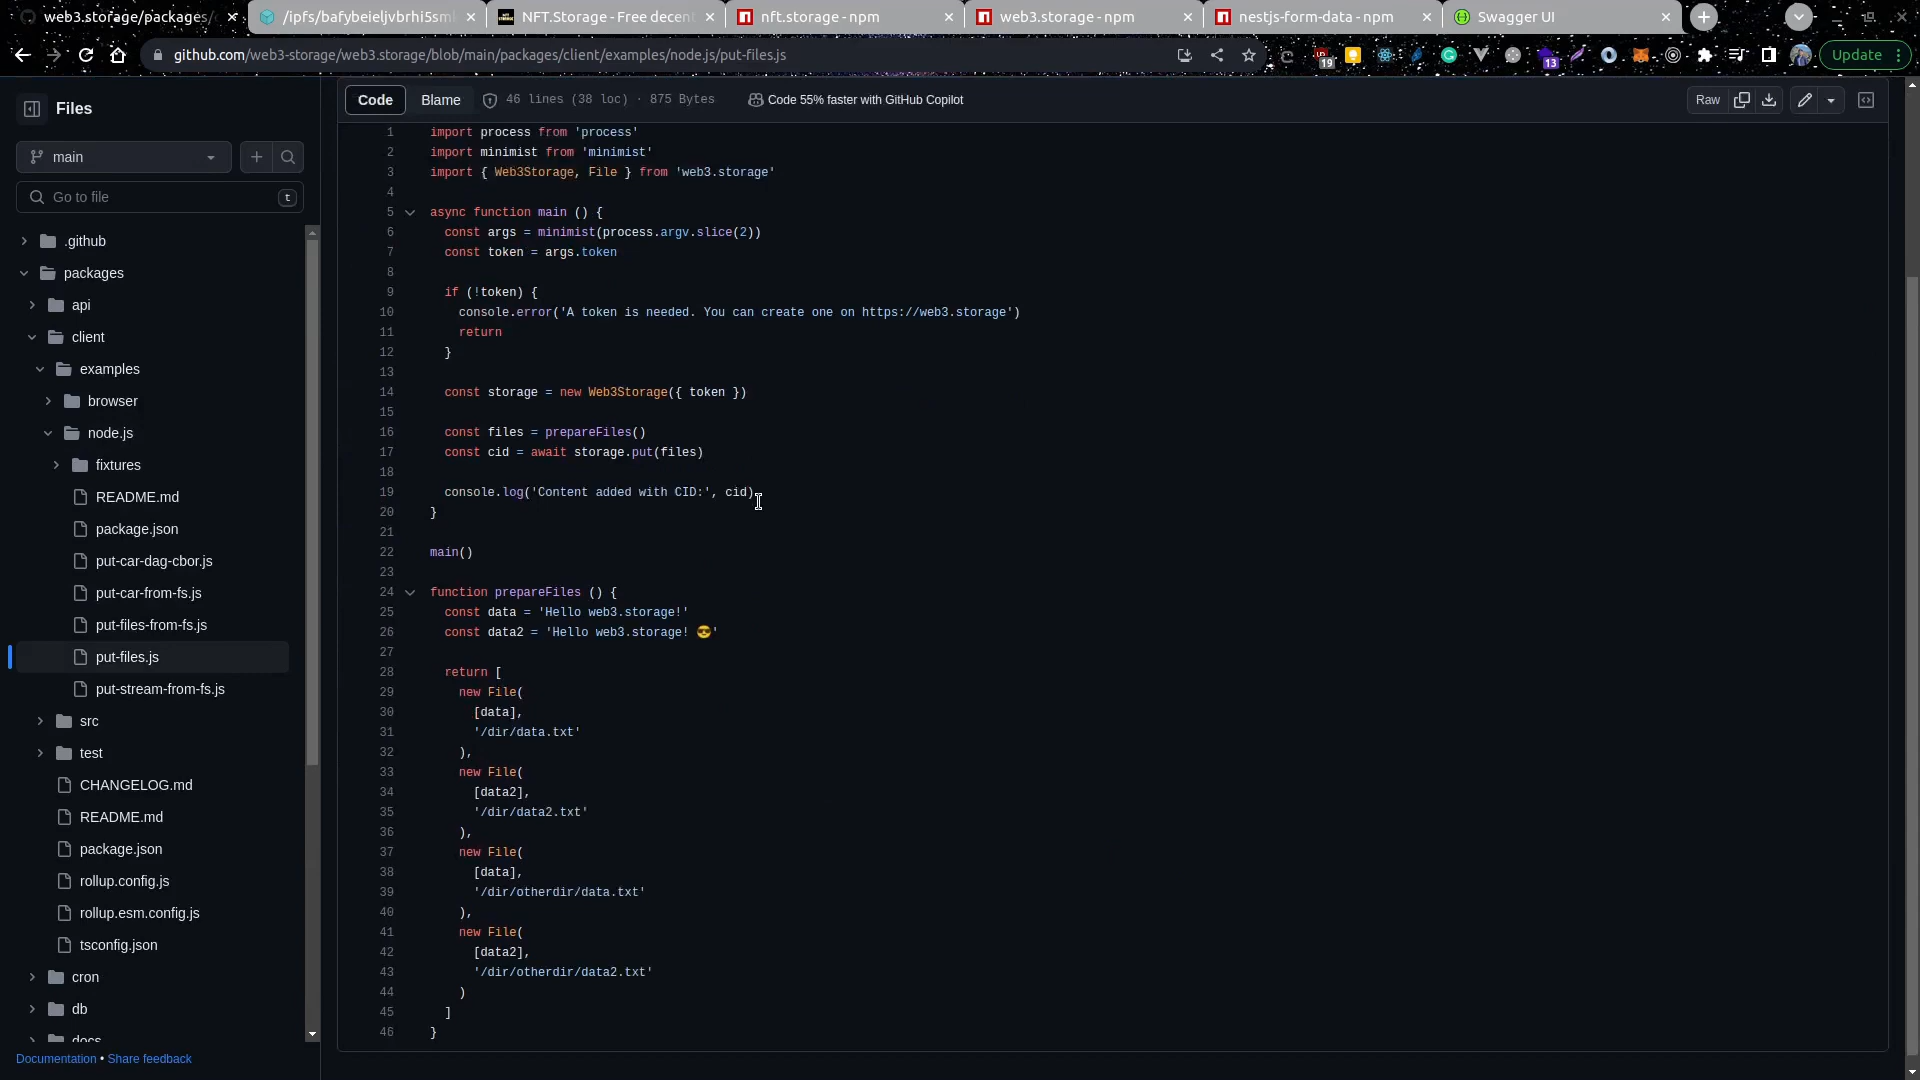 web3.storage/packages/
/ipfs/bafybeieljvbrhi5sml
NFT.Storage - Free decent
nft.storage - npm
web3.storage - npm
nestjs-form-data - npm
Swagger UI
github.com/web3-storage/web3.storage/blob/main/packages/client/examples/node.js/put-files.js
19
13
Update
Files
main
Go to file
t
.github
packages
api
client
examples
browser
node.js
fixtures
README.md
package.json
put-car-dag-cbor.js
put-car-from-fs.js
put-files-from-fs.js
put-files.js
put-stream-from-fs.js
src
test
CHANGELOG.md
README.md
package.json
rollup.config.js
rollup.esm.config.js
tsconfig.json
cron
db
docs
Documentation • Share feedback
Code Blame 46 lines (38 loc) · 875 Bytes Code 55% faster with GitHub Copilot Raw
1 import process from 'process'
2 import minimist from 'minimist'
3 import { Web3Storage, File } from 'web3.storage'
4
5 async function main () {
6 const args = minimist(process.argv.slice(2))
7 const token = args.token
8
9 if (!token) {
10 console.error('A token is needed. You can create one on https://web3.storage')
11 return
12 }
13
14 const storage = new Web3Storage({ token })
15
16 const files = prepareFiles()
17 const cid = await storage.put(files)
18
19 console.log('Content added with CID:', cid)
20 }
21
22 main()
23
24 function prepareFiles () {
25 const data = 'Hello web3.storage!'
26 const data2 = 'Hello web3.storage! 😎'
27
28 return [
29 new File(
30 [data],
31 '/dir/data.txt'
32 ),
33 new File(
34 [data2],
35 '/dir/data2.txt'
36 ),
37 new File(
38 [data],
39 '/dir/otherdir/data.txt'
40 ),
41 new File(
42 [data2],
43 '/dir/otherdir/data2.txt'
44 )
45 ]
46 }